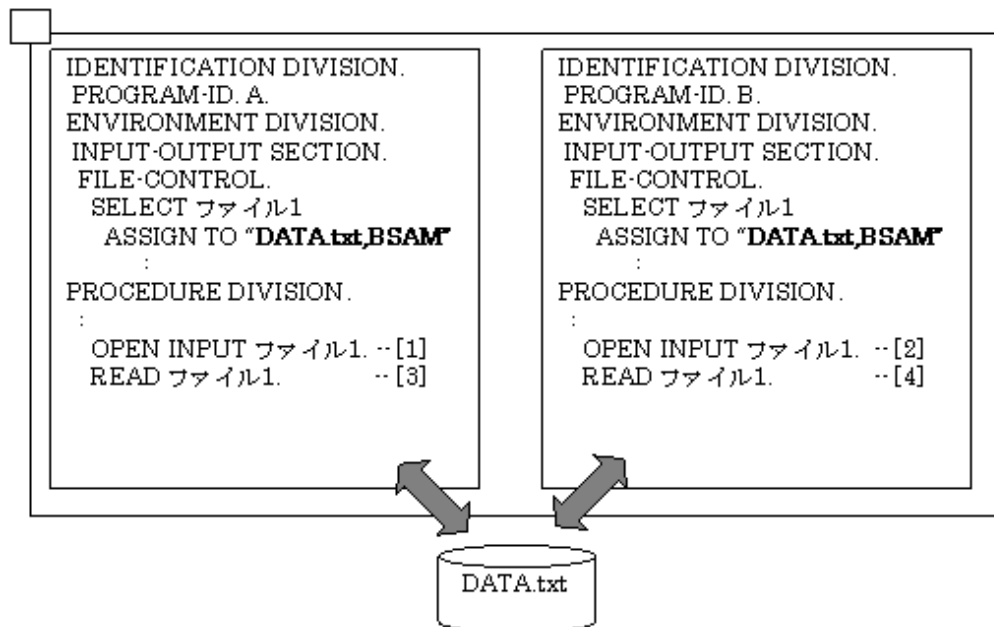 IDENTIFICATION DIVISION.
PROGRAM-ID. A.
ENVIRONMENT DIVISION.
INPUT-OUTPUT SECTION.
FILE-CONTROL.
SELECT ファイル1
ASSIGN TO “DATA.txt,BSAM”
:
PROCEDURE DIVISION.
:
OPEN INPUT ファイル1. --[1]
READ ファイル1. --[3]
IDENTIFICATION DIVISION.
PROGRAM-ID. B.
ENVIRONMENT DIVISION.
INPUT-OUTPUT SECTION.
FILE-CONTROL.
SELECT ファイル1
ASSIGN TO “DATA.txt,BSAM”
:
PROCEDURE DIVISION.
:
OPEN INPUT ファイル1. --[2]
READ ファイル1. --[4]
DATA.txt